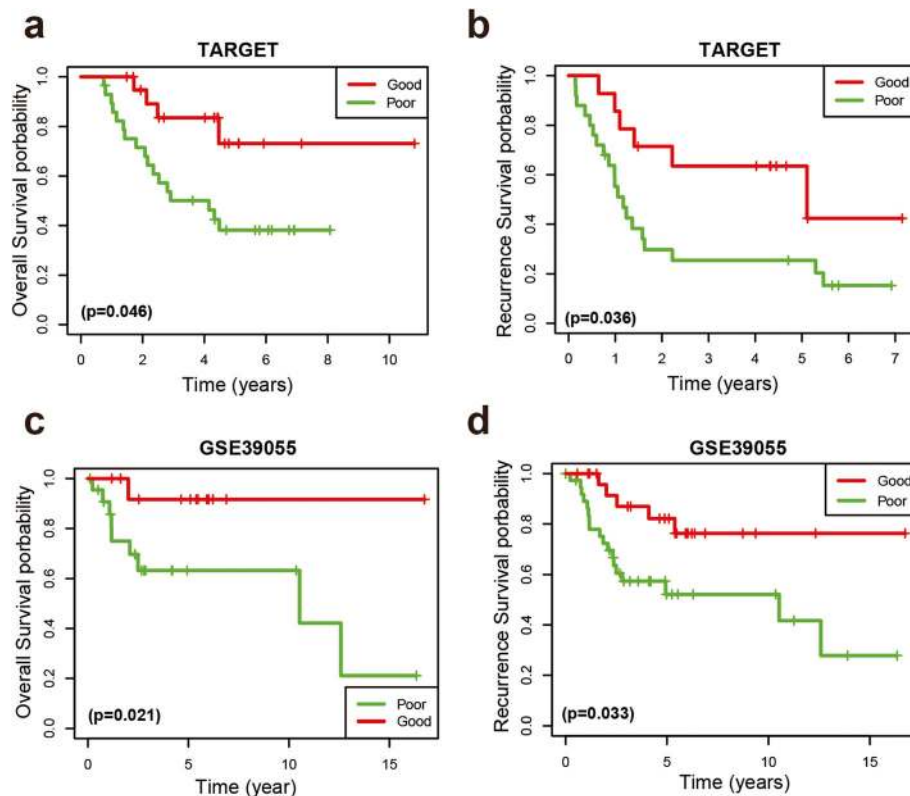 a
TARGET
Good
Poor
Overall Survival porbability
0.0 0.2 0.4 0.6 0.8 1.0
(p=0.046)
0 2 4 6 8 10
Time (years)
b
TARGET
Good
Poor
Recurrence Survival porbability
0.0 0.2 0.4 0.6 0.8 1.0
(p=0.036)
0 1 2 3 4 5 6 7
Time (years)
c
GSE39055
Overall Survival porbability
0.0 0.2 0.4 0.6 0.8 1.0
(p=0.021)
Poor
Good
0 5 10 15
Time (year)
d
GSE39055
Good
Poor
Recurrence Survival porbability
0.0 0.2 0.4 0.6 0.8 1.0
(p=0.033)
0 5 10 15
Time (years)